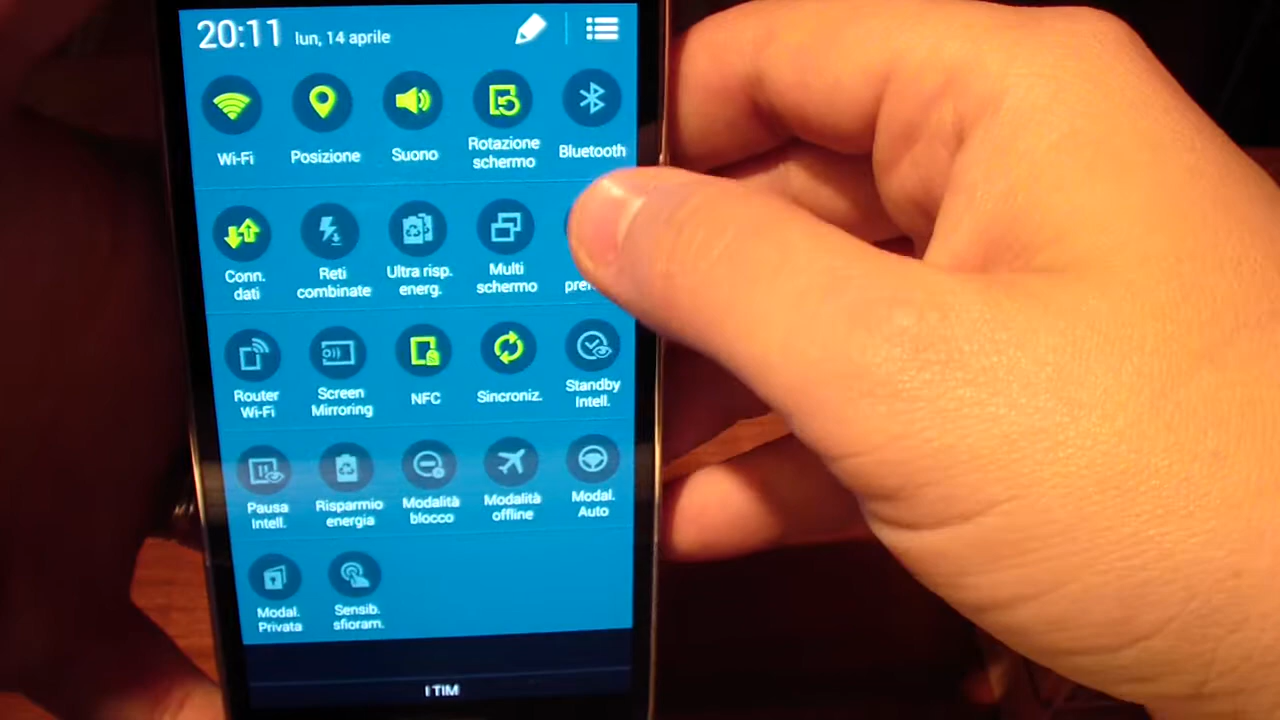 20:11 lun, 14 aprile
Wi-Fi Posizione Suono Rotazione schermo Bluetooth
Conn. dati Reti combinate Ultra risp. energ. Multi schermo
Router Wi-Fi Screen Mirroring NFC Sincroniz. Standby Intell.
Pausa Intell. Risparmio energia Modalità blocco Modalità offline Modal. Auto
Modal. Privata Sensib. sfioram.
I TIM